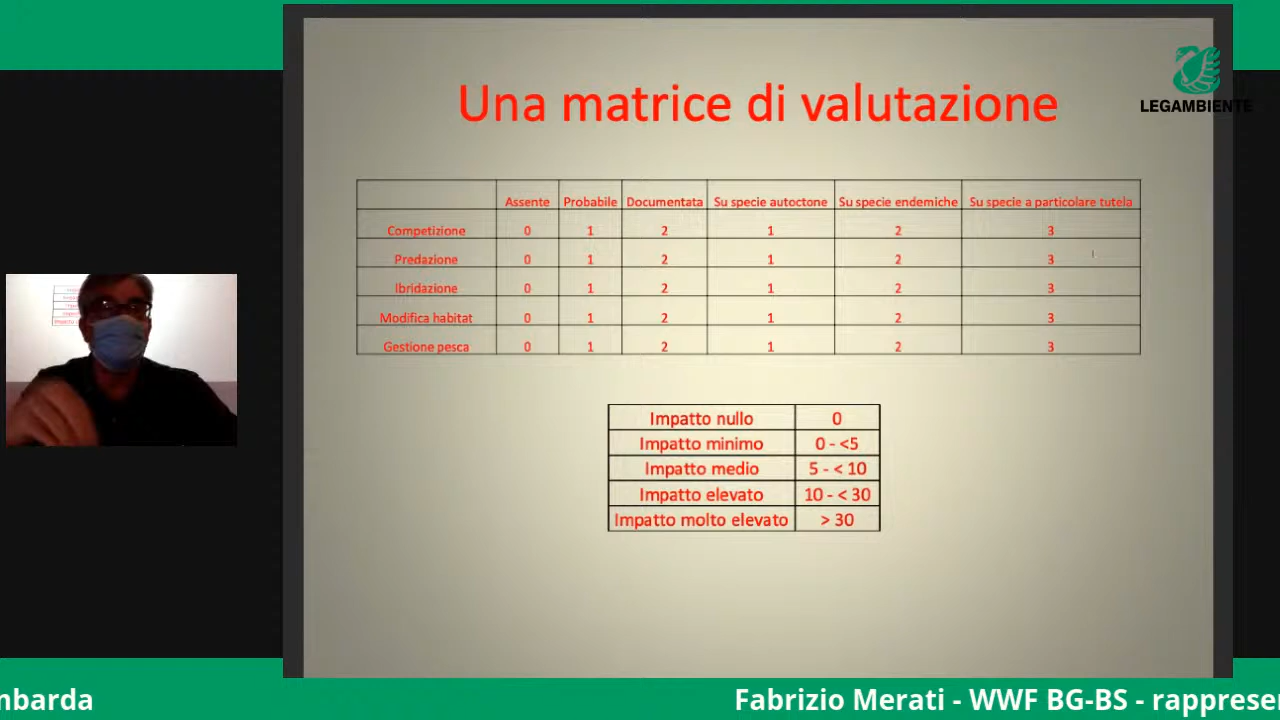 Una matrice di valutazione
LEGAMBIENTE
Assente Probabile Documentata Su specie autoctone Su specie endemiche Su specie a particolare tutela
Competizione 0 1 2 1 2 3
Predazione 0 1 2 1 2 3
Ibridazione 0 1 2 1 2 3
Modifica habitat 0 1 2 1 2 3
Gestione pesca 0 1 2 1 2 3
Impatto nullo 0
Impatto minimo 0 - <5
Impatto medio 5 - < 10
Impatto elevato 10 - < 30
Impatto molto elevato > 30
mbarda Fabrizio Merati - WWF BG-BS - rappreser